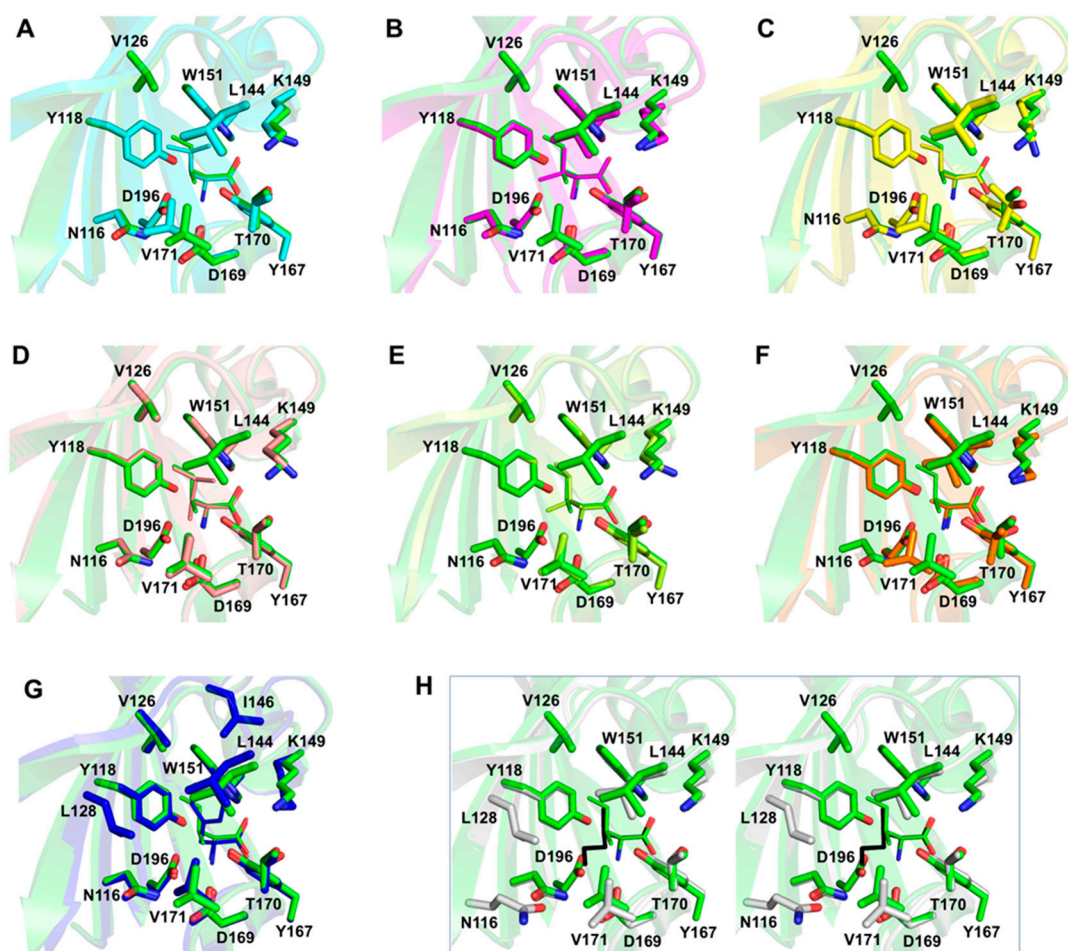 A
V126
W151
L144
K149
Y118
D196
N116
V171
D169
T170
Y167
B
V126
W151
L144
K149
Y118
D196
N116
V171
D169
T170
Y167
C
V126
W151
L144
K149
Y118
D196
N116
V171
D169
T170
Y167
D
V126
W151
L144
K149
Y118
D196
N116
V171
D169
T170
Y167
E
V126
W151
L144
K149
Y118
D196
N116
V171
D169
T170
Y167
F
V126
W151
L144
K149
Y118
D196
N116
V171
D169
T170
Y167
G
V126
I146
L144
K149
W151
Y118
L128
D196
N116
V171
D169
T170
Y167
H
V126
W151
L144
K149
Y118
L128
D196
N116
V171
D169
T170
Y167
V126
W151
L144
K149
Y118
L128
D196
N116
V171
D169
T170
Y167